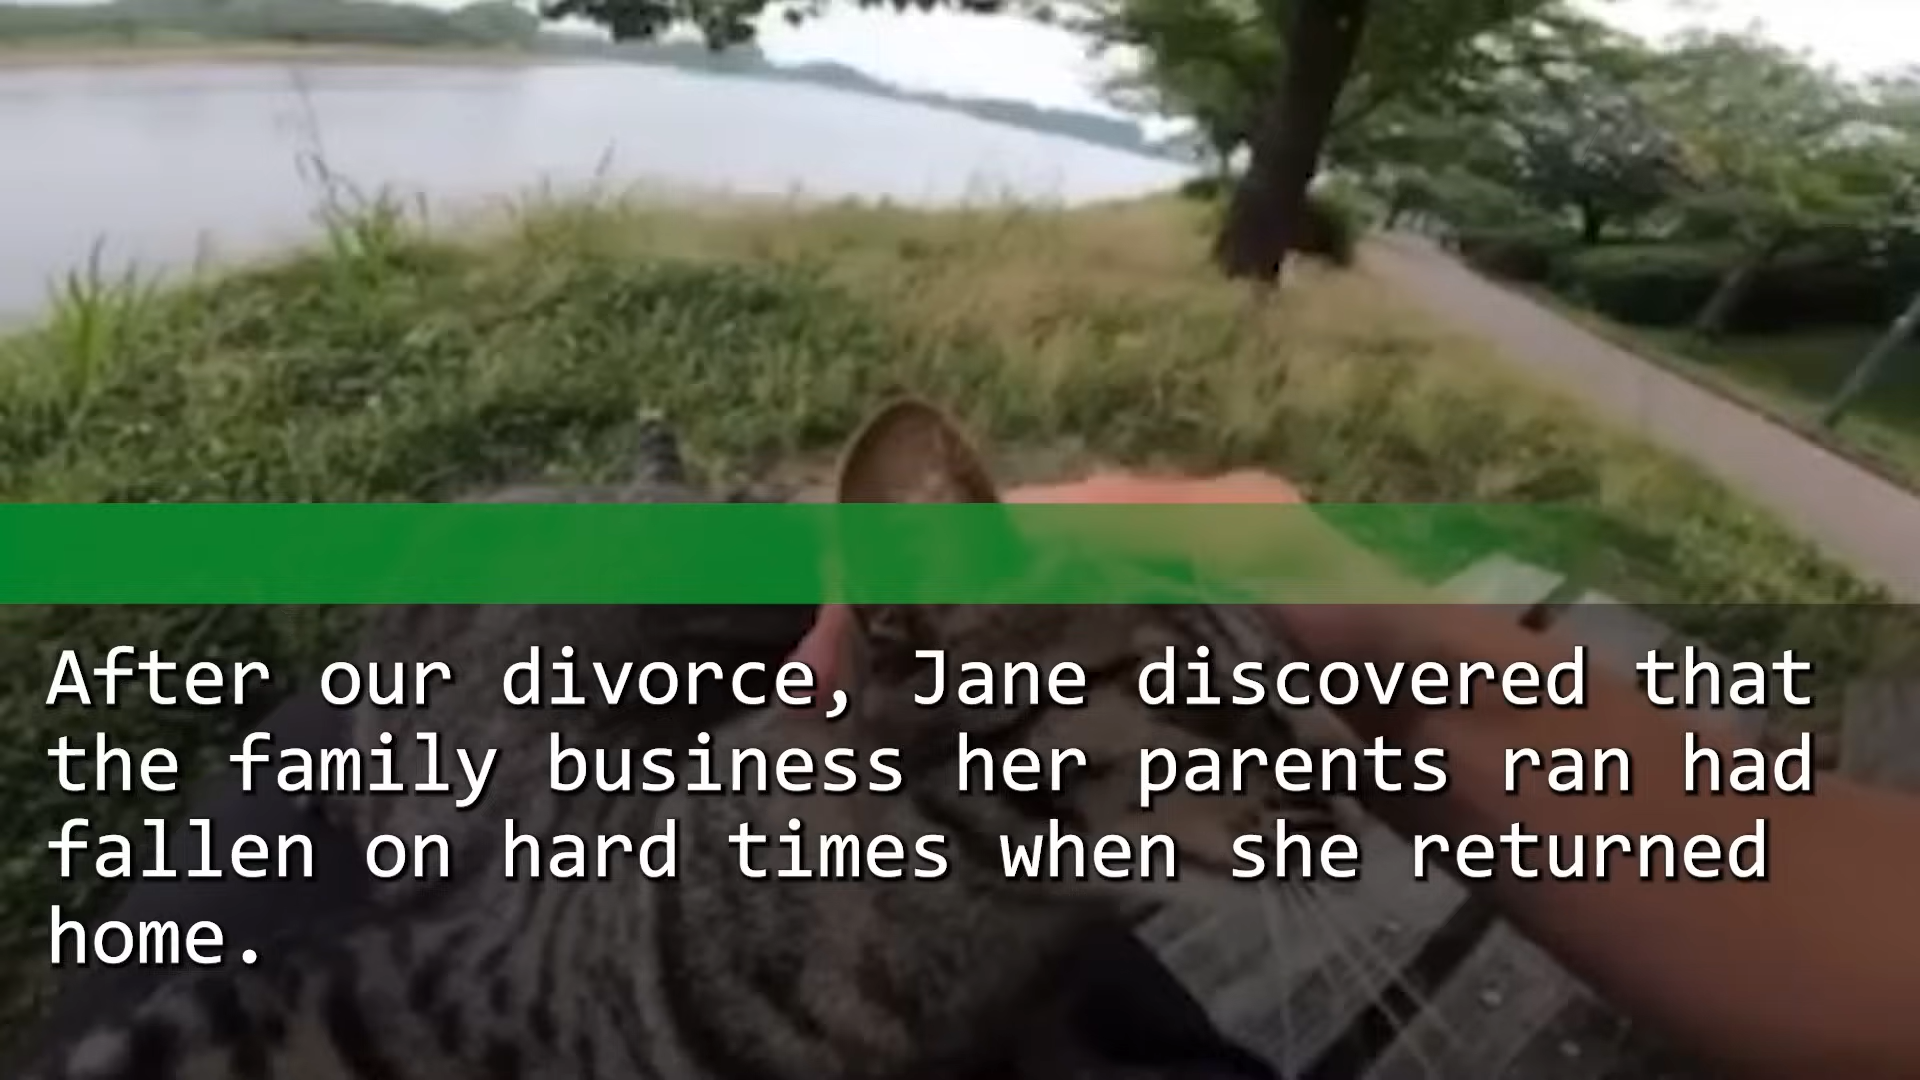 After our divorce, Jane discovered that
the family business her parents ran had
fallen on hard times when she returned
home.